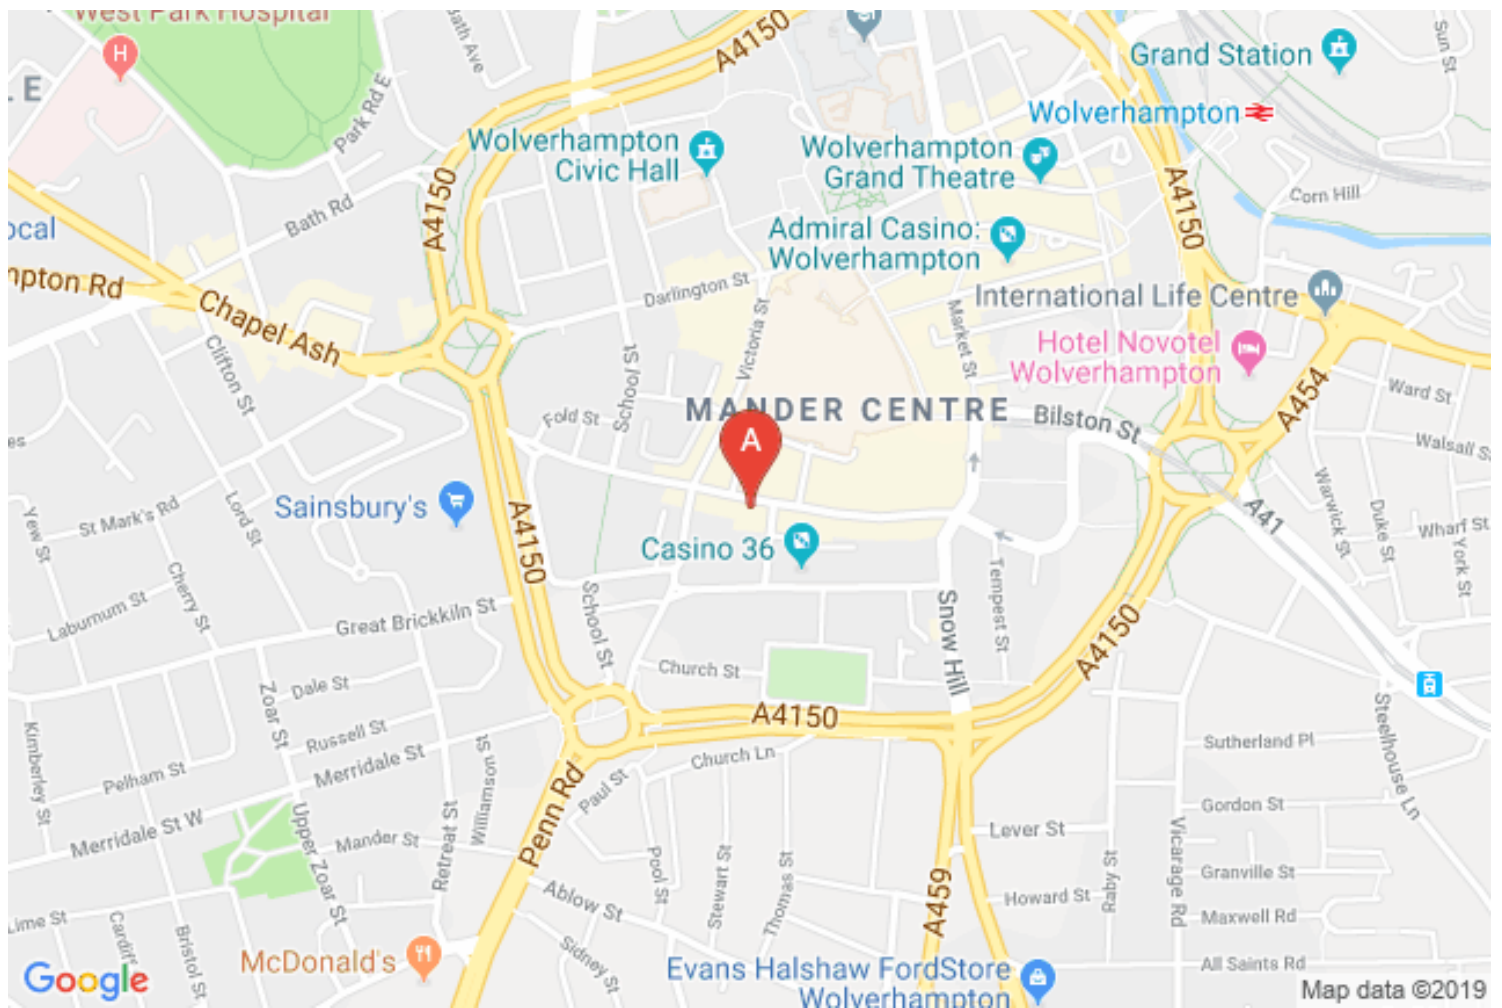 West Park Hospital
H
LE
Bath Ave
A4150
Park Rd E
Grand Station
Sun St
Wolverhampton
Wolverhampton
Civic Hall
Wolverhampton
Grand Theatre
A4150
Corn Hill
Bath Rd
A4150
ocal
Admiral Casino:
Wolverhampton
mpton Rd
Chapel Ash
Darlington St
Victoria St
International Life Centre
Market St
School St
Clifton St
Hotel Novotel
Wolverhampton
A454
Ward St
MANDER CENTRE
Fold St
Bilston St
Walsall S
A
es
Sainsbury's
St Mark's Rd
Lord St
Yew St
A4150
A41
Warwick St
Duke St
Wharf St
York St
Casino 36
Cherry St
Laburnum St
Great Brickkiln St
School St
Snow Hill
Tempest St
A4150
Church St
Dale St
Zoar St
Kimberley St
Russell St
A4150
Steelhouse Ln
Sutherland Pl
Pelham St
Merridale St
Williamson St
Church Ln
Paul St
Penn Rd
Merridale St W
Upper Zoar St
Mander St
Retreat St
Gordon St
Lever St
Vicarage Rd
Raby St
Pool St
Stewart St
Thomas St
Granville St
Ablow St
A459
Howard St
Maxwell Rd
Lime St
Cardiff
Bristol St
Sidney St
McDonald's
Evans Halshaw FordStore
Wolverhampton
All Saints Rd
Google
Map data ©2019